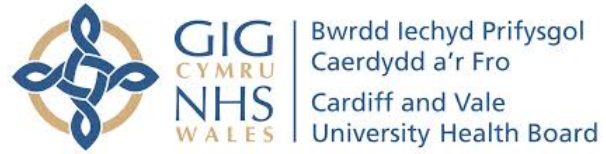 GIG
CYMRU
NHS
WALES
Bwrdd Iechyd Prifysgol
Caerdydd a'r Fro
Cardiff and Vale
University Health Board